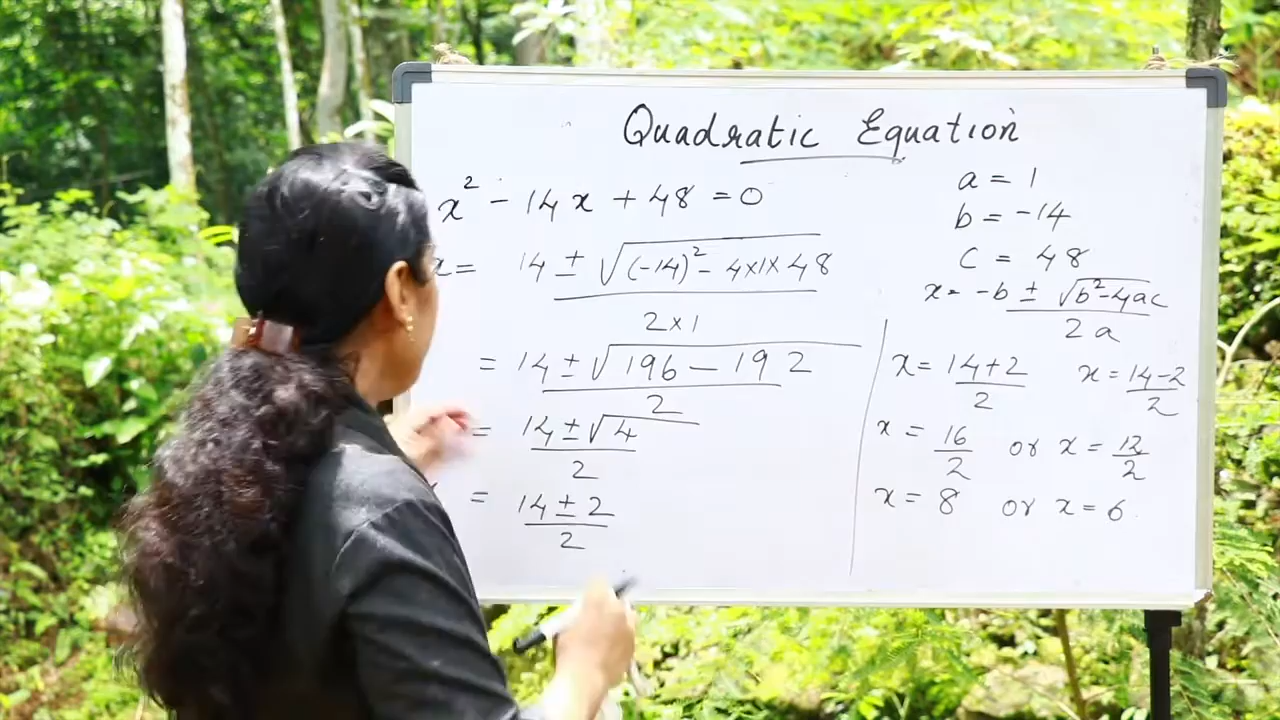 Quadratic Equation
x² - 14x + 48 = 0
x = 14 ± √(-14)² - 4×1×48
2×1
= 14 ± √196 - 192
2
= 14 ± √4
2
= 14 ± 2
2
a = 1
b = -14
c = 48
x = -b ± √b²-4ac
2a
x = 14+2 x = 14-2
2 2
x = 16 or x = 12
2 2
x = 8 or x = 6